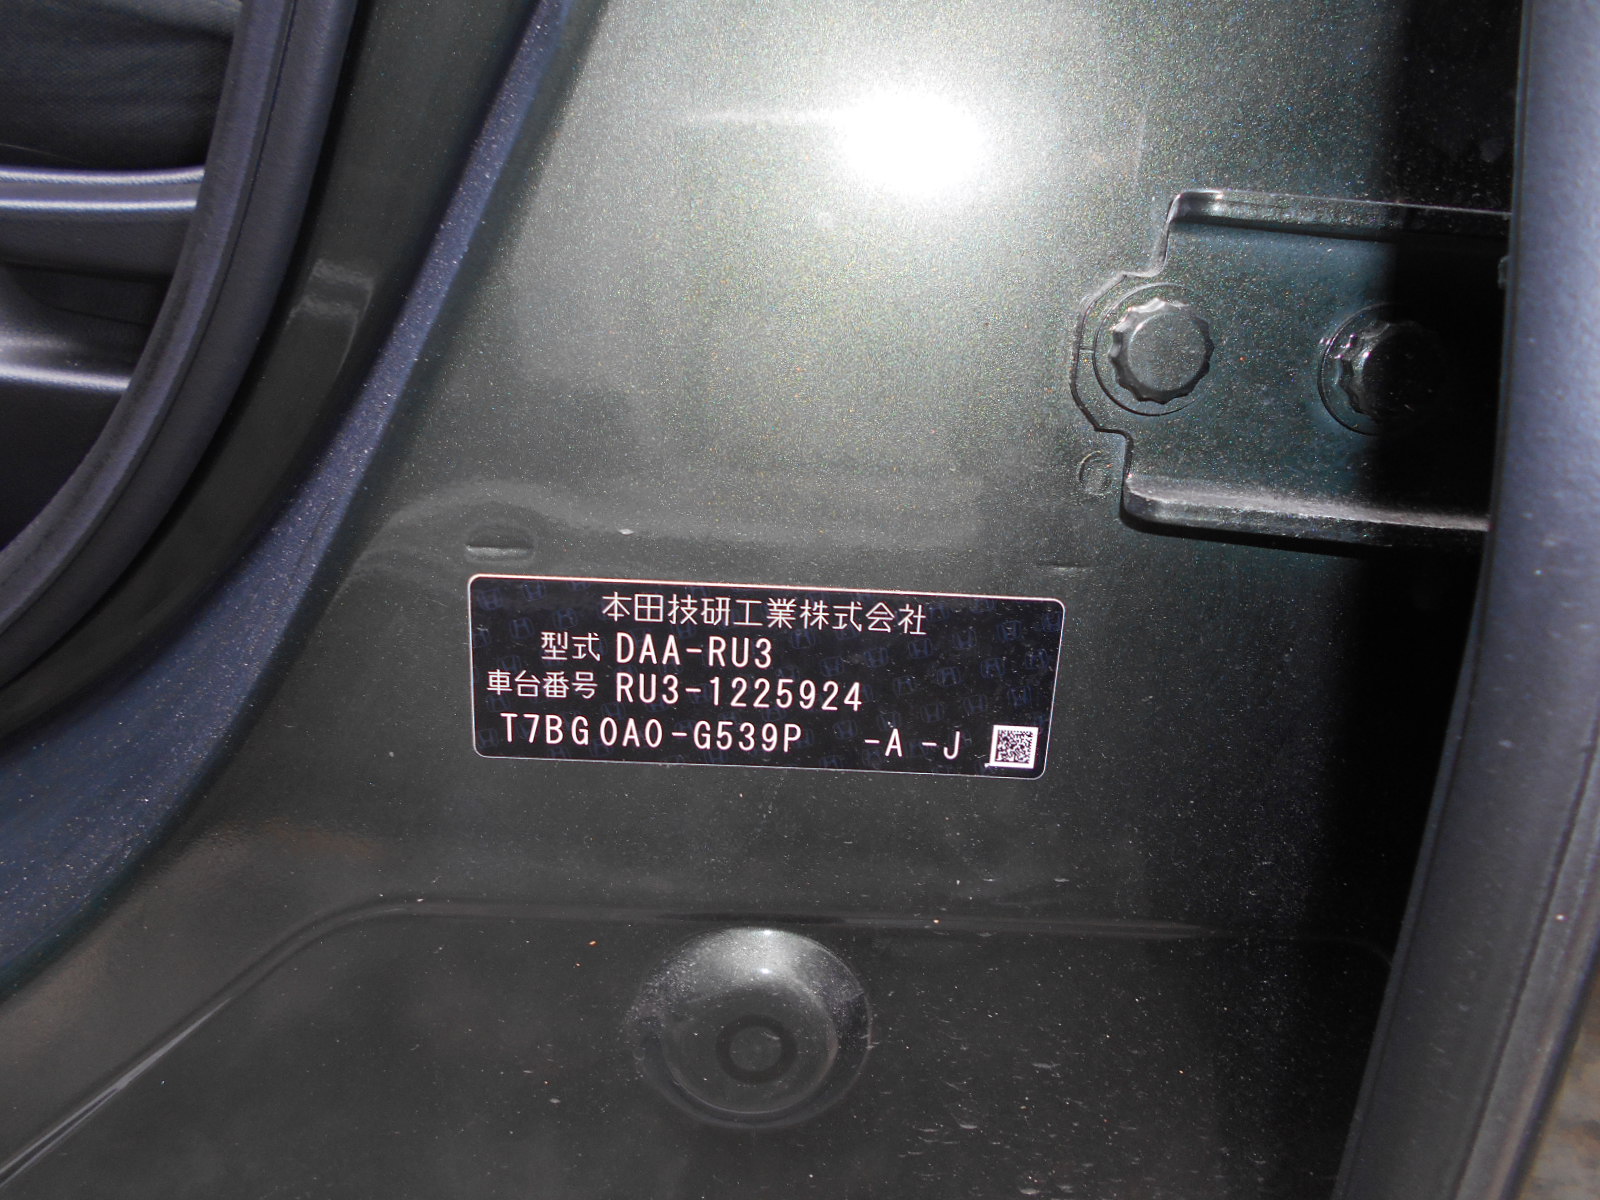 本田技研工業株式会社
型式 DAA-RU3
車台番号 RU3-1225924
T7BG0A0-G539P -A -J